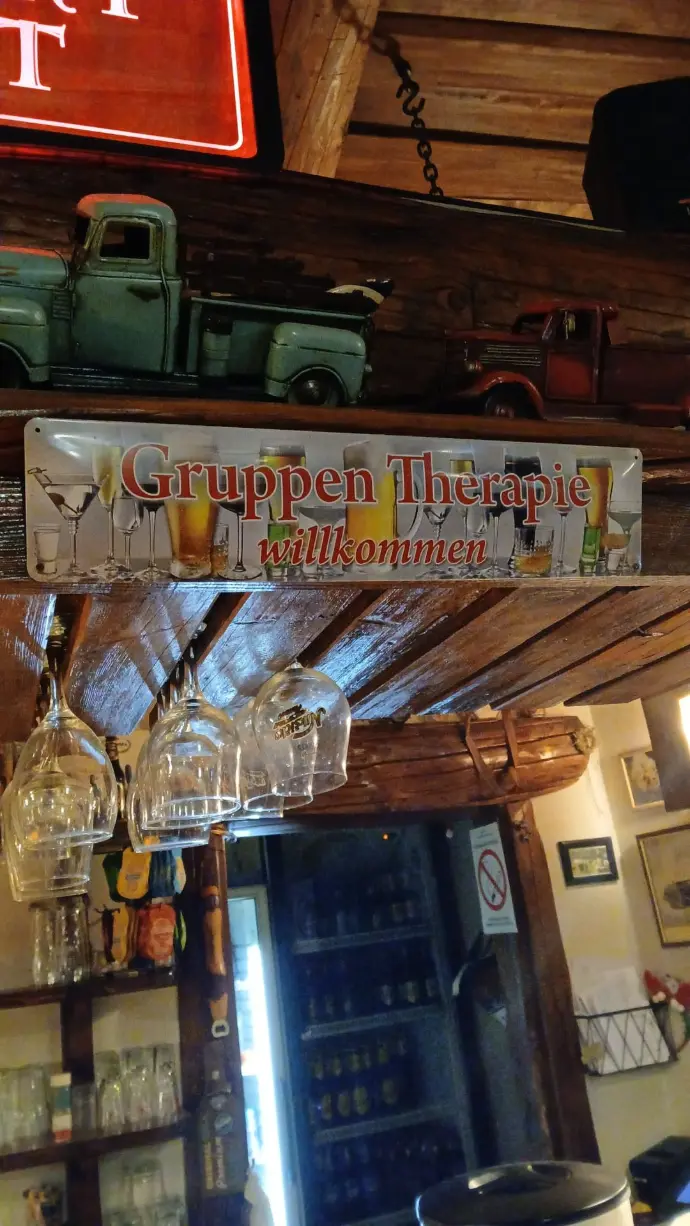 T
Gruppen Therapie
willkommen